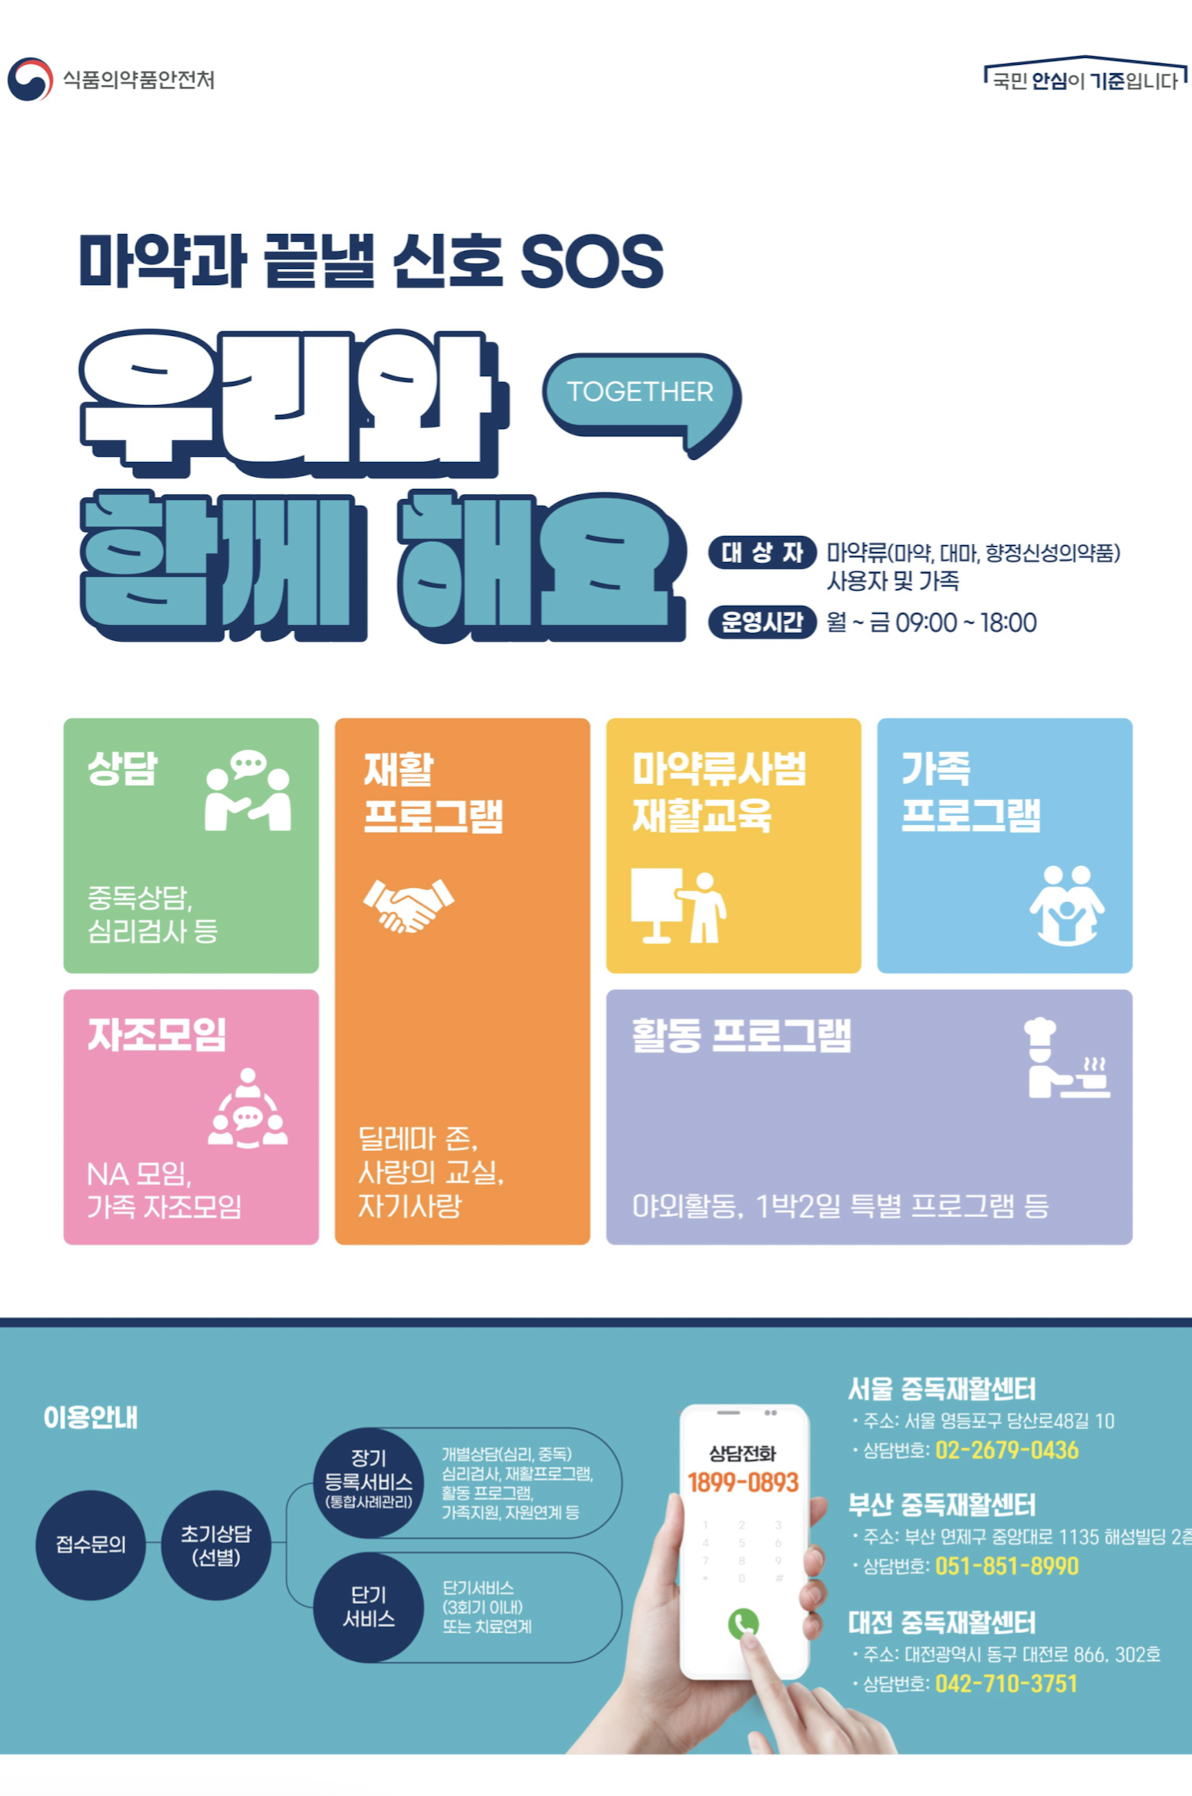 식품의약품안전처
국민 안심이 기준입니다
마약과 끝낼 신호 SOS
우리와
TOGETHER
함께 해요
대 상 자 마약류(마약, 대마, 향정신성의약품)
사용자 및 가족
운영시간 월 ~ 금 09:00 ~ 18:00
상담
중독상담,
심리검사 등
재활
프로그램
딜레마 존,
사랑의 교실,
자기사랑
마약류사범
재활교육
가족
프로그램
자조모임
NA 모임,
가족 자조모임
활동 프로그램
야외활동, 1박2일 특별 프로그램 등
이용안내
접수문의
초기상담
(선별)
장기
등록서비스
(통합사례관리)
개별상담(심리, 중독)
심리검사, 재활프로그램,
활동 프로그램,
가족지원, 자원연계 등
단기
서비스
단기서비스
(3회기 이내)
또는 치료연계
상담전화
1899-0893
1 2 3
4 5 6
7 8 9
* 0 #
서울 중독재활센터
· 주소: 서울 영등포구 당산로48길 10
· 상담번호: 02-2679-0436
부산 중독재활센터
· 주소: 부산 연제구 중앙대로 1135 해성빌딩 2층
· 상담번호: 051-851-8990
대전 중독재활센터
· 주소: 대전광역시 동구 대전로 866, 302호
· 상담번호: 042-710-3751